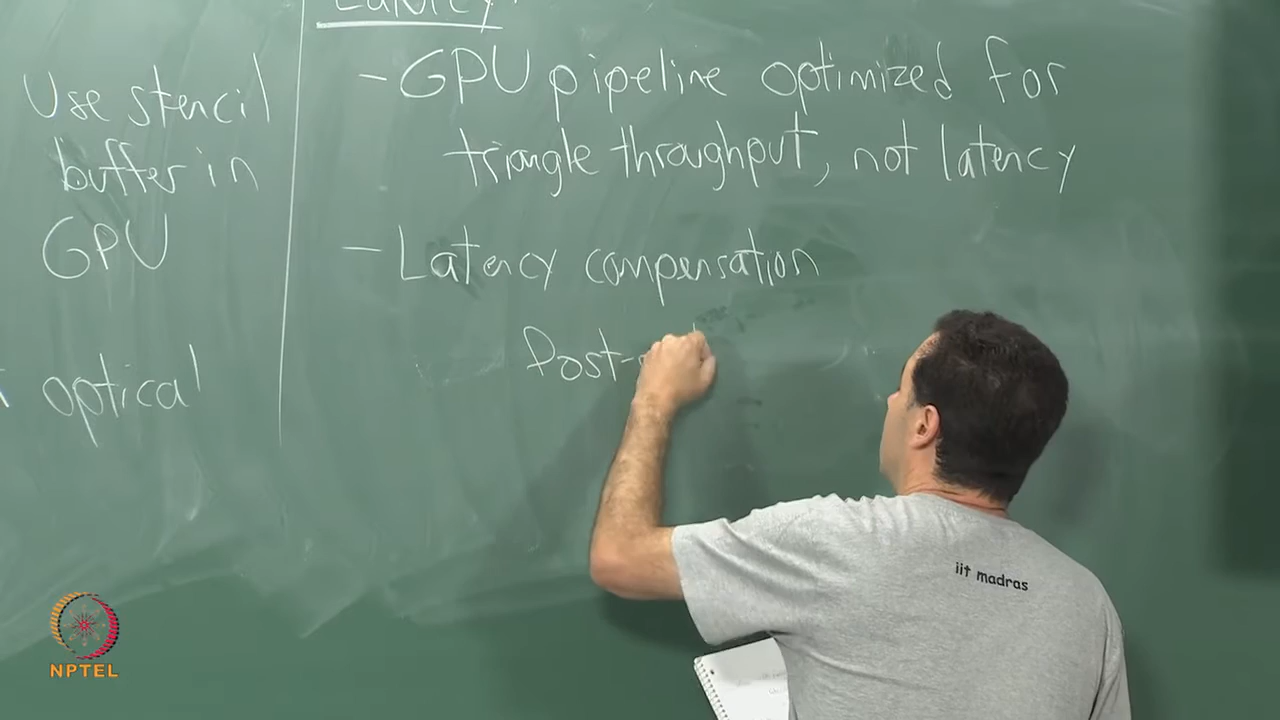 Use stencil
buffer in
GPU
optical
Latency:
- GPU pipeline optimized for
triangle throughput, not latency
- Latency compensation
Post-
iit madras
NPTEL